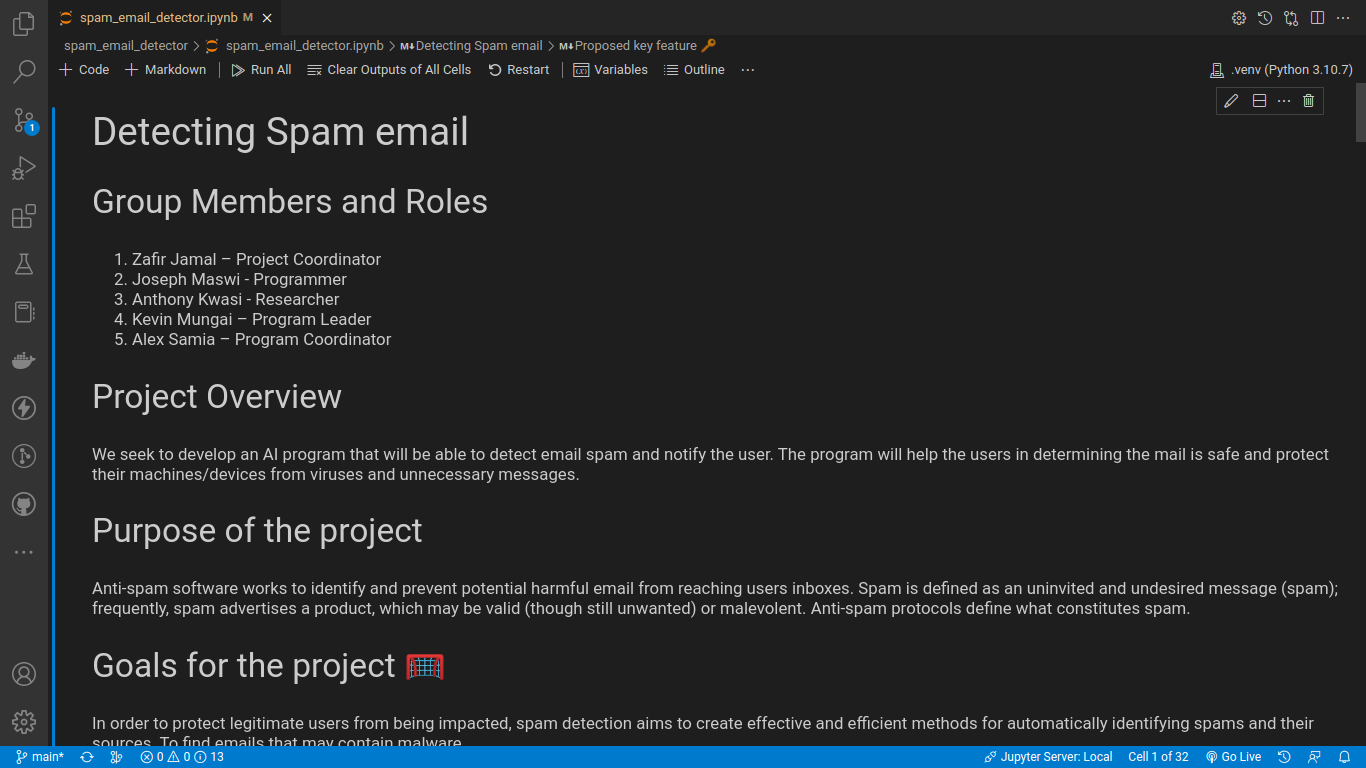 spam_email_detector.ipynb M
spam_email_detector > spam_email_detector.ipynb > M↓Detecting Spam email > M↓Proposed key feature 🔑
+ Code + Markdown Run All Clear Outputs of All Cells Restart Variables Outline ... .venv (Python 3.10.7)
1
Detecting Spam email
Group Members and Roles
1. Zafir Jamal – Project Coordinator
2. Joseph Maswi - Programmer
3. Anthony Kwasi - Researcher
4. Kevin Mungai – Program Leader
5. Alex Samia – Program Coordinator
Project Overview
We seek to develop an AI program that will be able to detect email spam and notify the user. The program will help the users in determining the mail is safe and protect
their machines/devices from viruses and unnecessary messages.
Purpose of the project
Anti-spam software works to identify and prevent potential harmful email from reaching users inboxes. Spam is defined as an uninvited and undesired message (spam);
frequently, spam advertises a product, which may be valid (though still unwanted) or malevolent. Anti-spam protocols define what constitutes spam.
Goals for the project 🥅
In order to protect legitimate users from being impacted, spam detection aims to create effective and efficient methods for automatically identifying spams and their
sources. To find emails that may contain malware
main* 0 0 13 Jupyter Server: Local Cell 1 of 32 Go Live